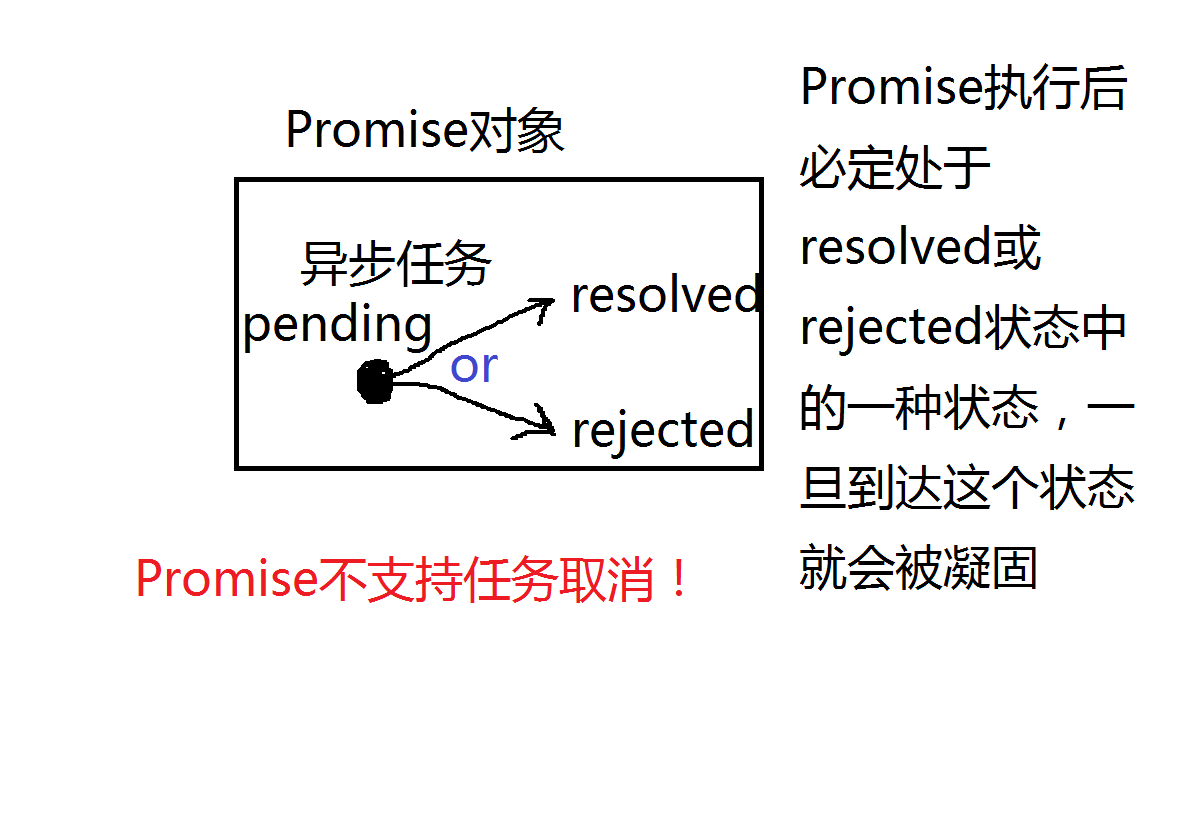 Promise对象
异步任务
pending
resolved
or
rejected
Promise不支持任务取消！
Promise执行后
必定处于
resolved或
rejected状态中
的一种状态，一
旦到达这个状态
就会被凝固